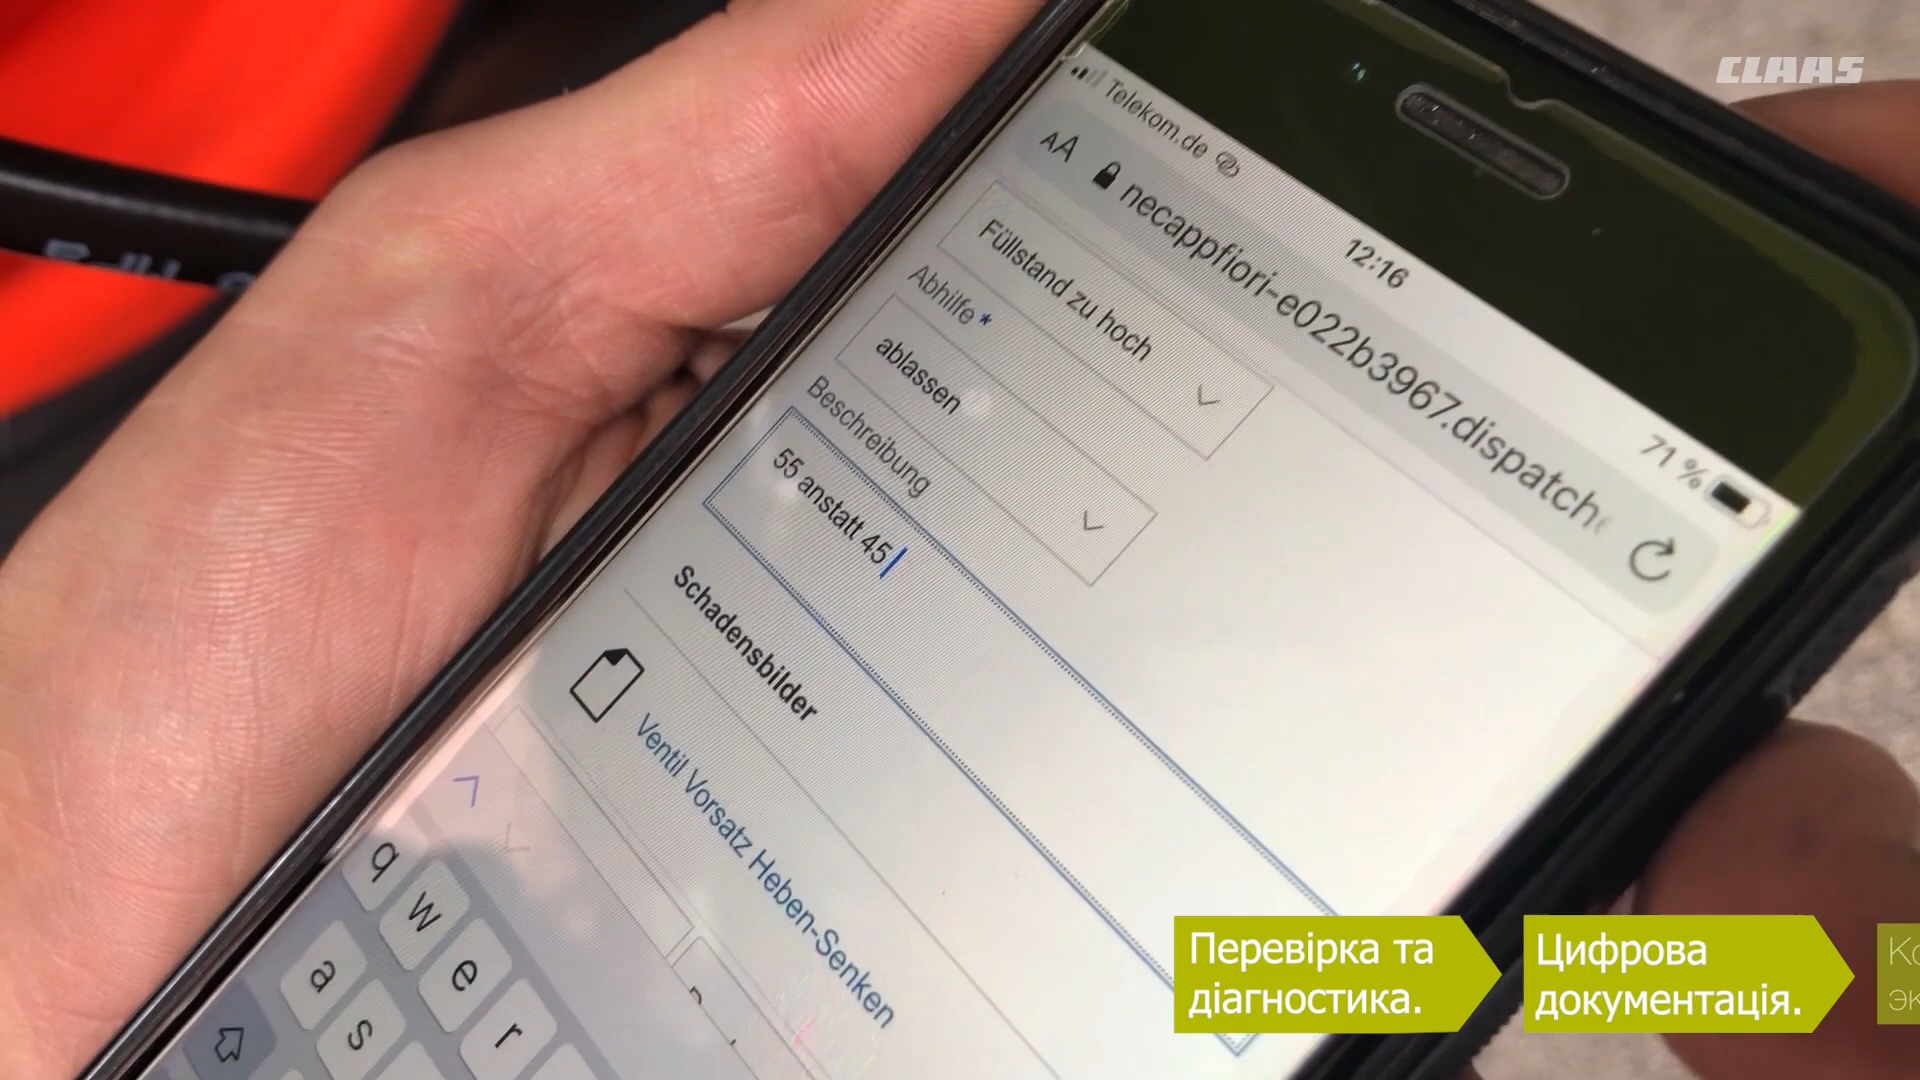 CLAAS
Telekom.de
12:16
71 %
AA
necappfiori-e022b3967.dispatch
Füllstand zu hoch
Abhilfe *
ablassen
Beschreibung
55 anstatt 45
Schadensbilder
Ventil Vorsatz Heben-Senken
q
w
e
r
a
s
Перевірка та
діагностика.
Цифрова
документація.